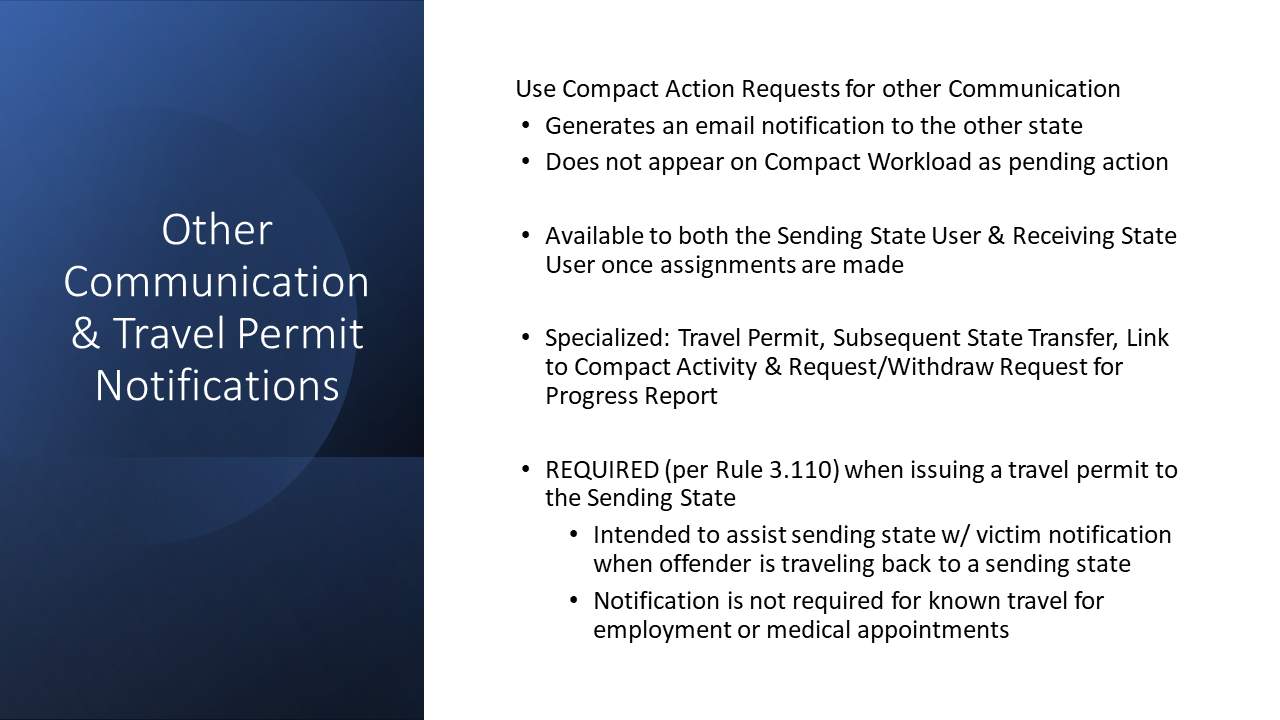 Other
Communication
& Travel Permit
Notifications
Use Compact Action Requests for other Communication
• Generates an email notification to the other state
• Does not appear on Compact Workload as pending action
• Available to both the Sending State User & Receiving State
User once assignments are made
• Specialized: Travel Permit, Subsequent State Transfer, Link
to Compact Activity & Request/Withdraw Request for
Progress Report
• REQUIRED (per Rule 3.110) when issuing a travel permit to
the Sending State
• Intended to assist sending state w/ victim notification
when offender is traveling back to a sending state
• Notification is not required for known travel for
employment or medical appointments